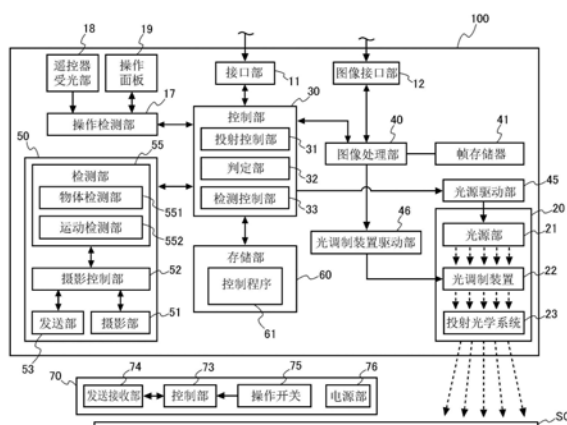 18
19
100
遥控器
受光部
操作
面板
接口部
11
图像接口部
12
17
操作检测部
30
控制部
投射控制部
31
判定部
32
检测控制部
33
40
图像处理部
41
帧存储器
50
55
检测部
物体检测部
551
运动检测部
552
摄影控制部
52
发送部
53
摄影部
51
存储部
控制程序
60
61
46
光调制装置驱动部
45
光源驱动部
20
光源部
21
光调制装置
22
投射光学系统
23
70
74
发送接收部
73
控制部
75
操作开关
76
电源部
SC